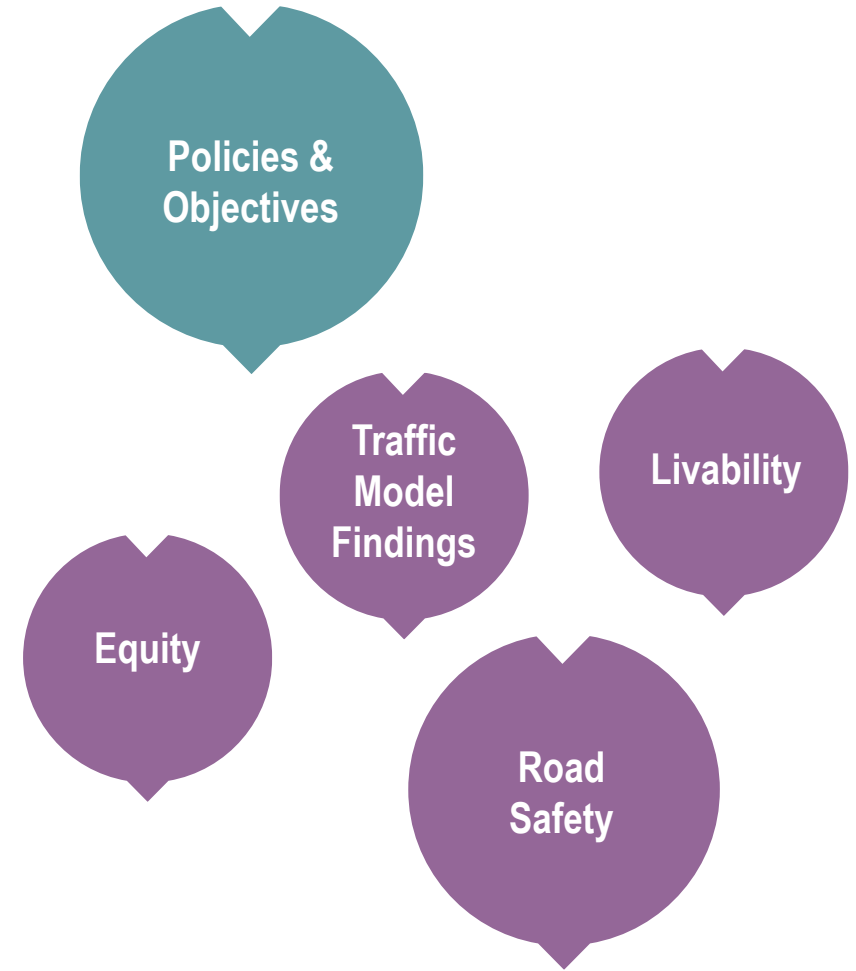 Policies &
Objectives
Traffic
Model
Findings
Livability
Equity
Road
Safety